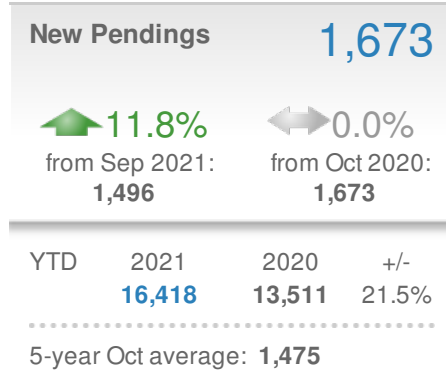 New Pendings 1,673
11.8% 0.0%
from Sep 2021: from Oct 2020:
1,496 1,673
YTD 2021 2020 +/-
16,418 13,511 21.5%
5-year Oct average: 1,475